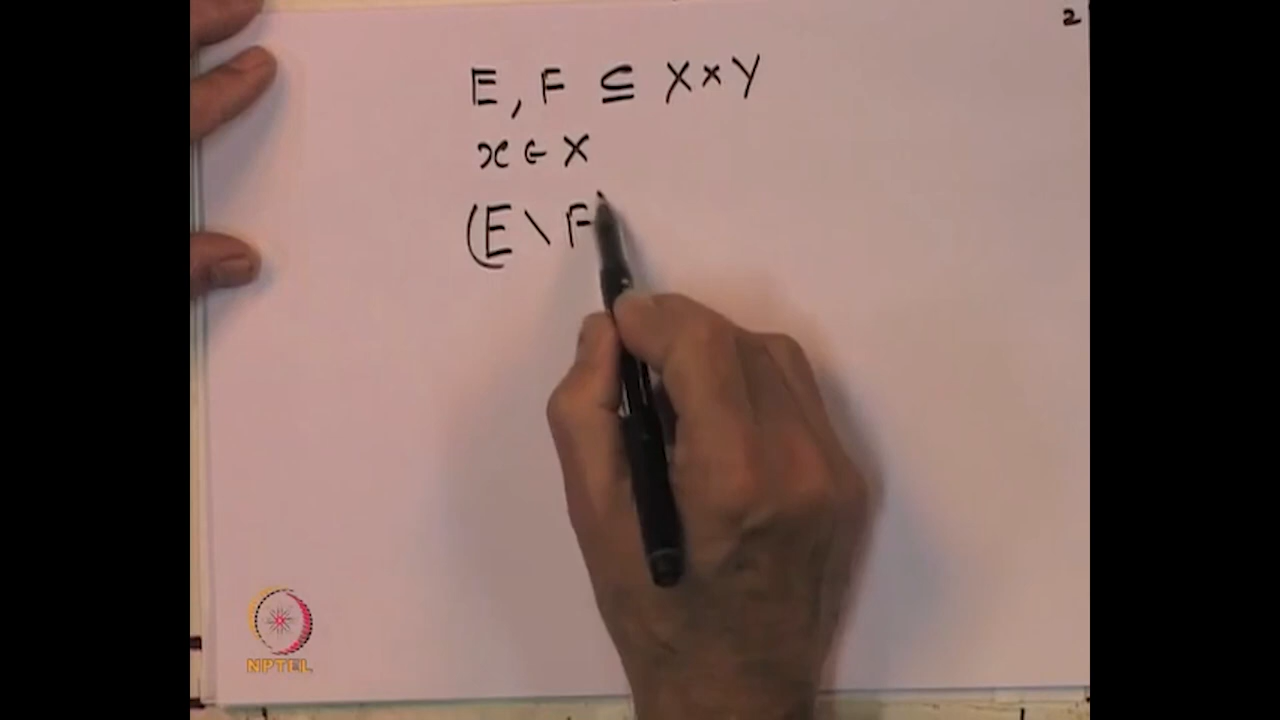 2
E, F ⊆ X × Y
x ∈ X
(E \ F
NPTEL